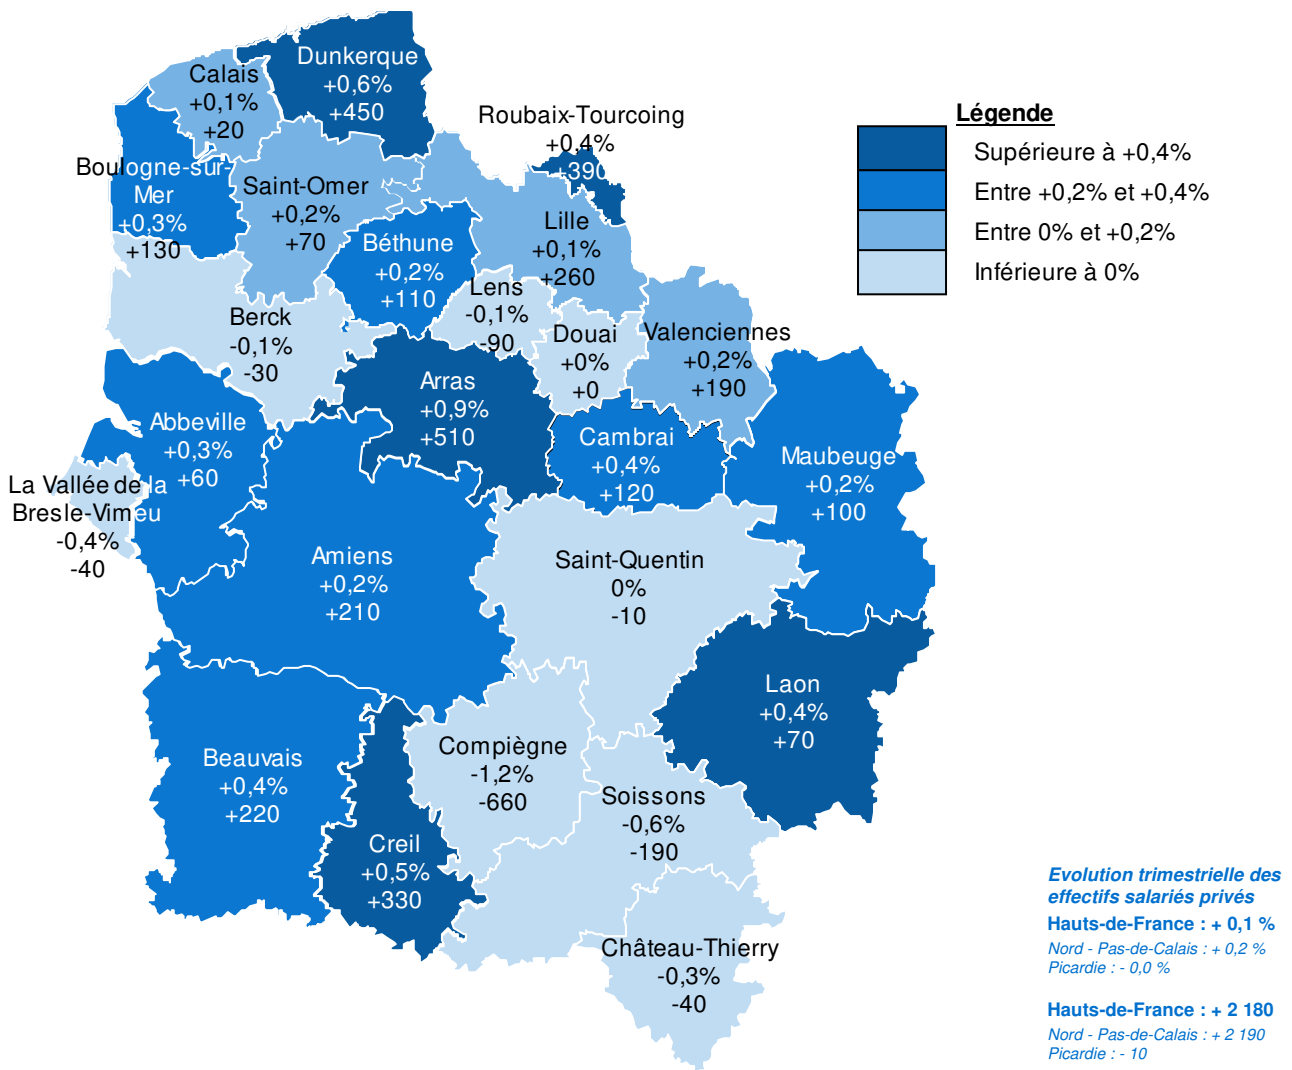 Dunkerque
+0,6%
+450
Calais
+0,1%
+20
Roubaix-Tourcoing
+0,4%
+390
Boulogne-sur-
Mer
+0,3%
+130
Saint-Omer
+0,2%
+70
Lille
+0,1%
+260
Béthune
+0,2%
+110
Lens
-0,1%
-90
Berck
-0,1%
-30
Douai
+0%
+0
Valenciennes
+0,2%
+190
Arras
+0,9%
+510
Abbeville
+0,3%
+60
Cambrai
+0,4%
+120
Maubeuge
+0,2%
+100
La Vallée de la
Bresle-Vimeu
-0,4%
-40
Amiens
+0,2%
+210
Saint-Quentin
0%
-10
Laon
+0,4%
+70
Beauvais
+0,4%
+220
Compiègne
-1,2%
-660
Soissons
-0,6%
-190
Creil
+0,5%
+330
Château-Thierry
-0,3%
-40
Légende
Supérieure à +0,4%
Entre +0,2% et +0,4%
Entre 0% et +0,2%
Inférieure à 0%
Evolution trimestrielle des
effectifs salariés privés
Hauts-de-France : + 0,1 %
Nord - Pas-de-Calais : + 0,2 %
Picardie : - 0,0 %
Hauts-de-France : + 2 180
Nord - Pas-de-Calais : + 2 190
Picardie : - 10